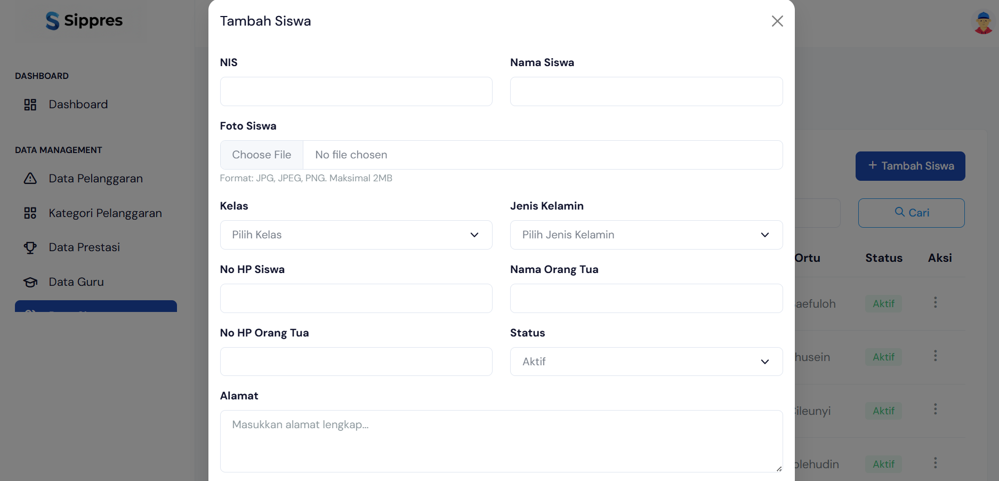 Sippres
DASHBOARD
Dashboard
DATA MANAGEMENT
Data Pelanggaran
Kategori Pelanggaran
Data Prestasi
Data Guru
Tambah Siswa
NIS
Nama Siswa
Foto Siswa
Choose File
No file chosen
Format: JPG, JPEG, PNG. Maksimal 2MB
Kelas
Jenis Kelamin
Pilih Kelas
Pilih Jenis Kelamin
No HP Siswa
Nama Orang Tua
No HP Orang Tua
Status
Aktif
Alamat
Masukkan alamat lengkap...
+ Tambah Siswa
Cari
Ortu Status Aksi
aefuloh Aktif
husein Aktif
ileunyi Aktif
olehudin Aktif